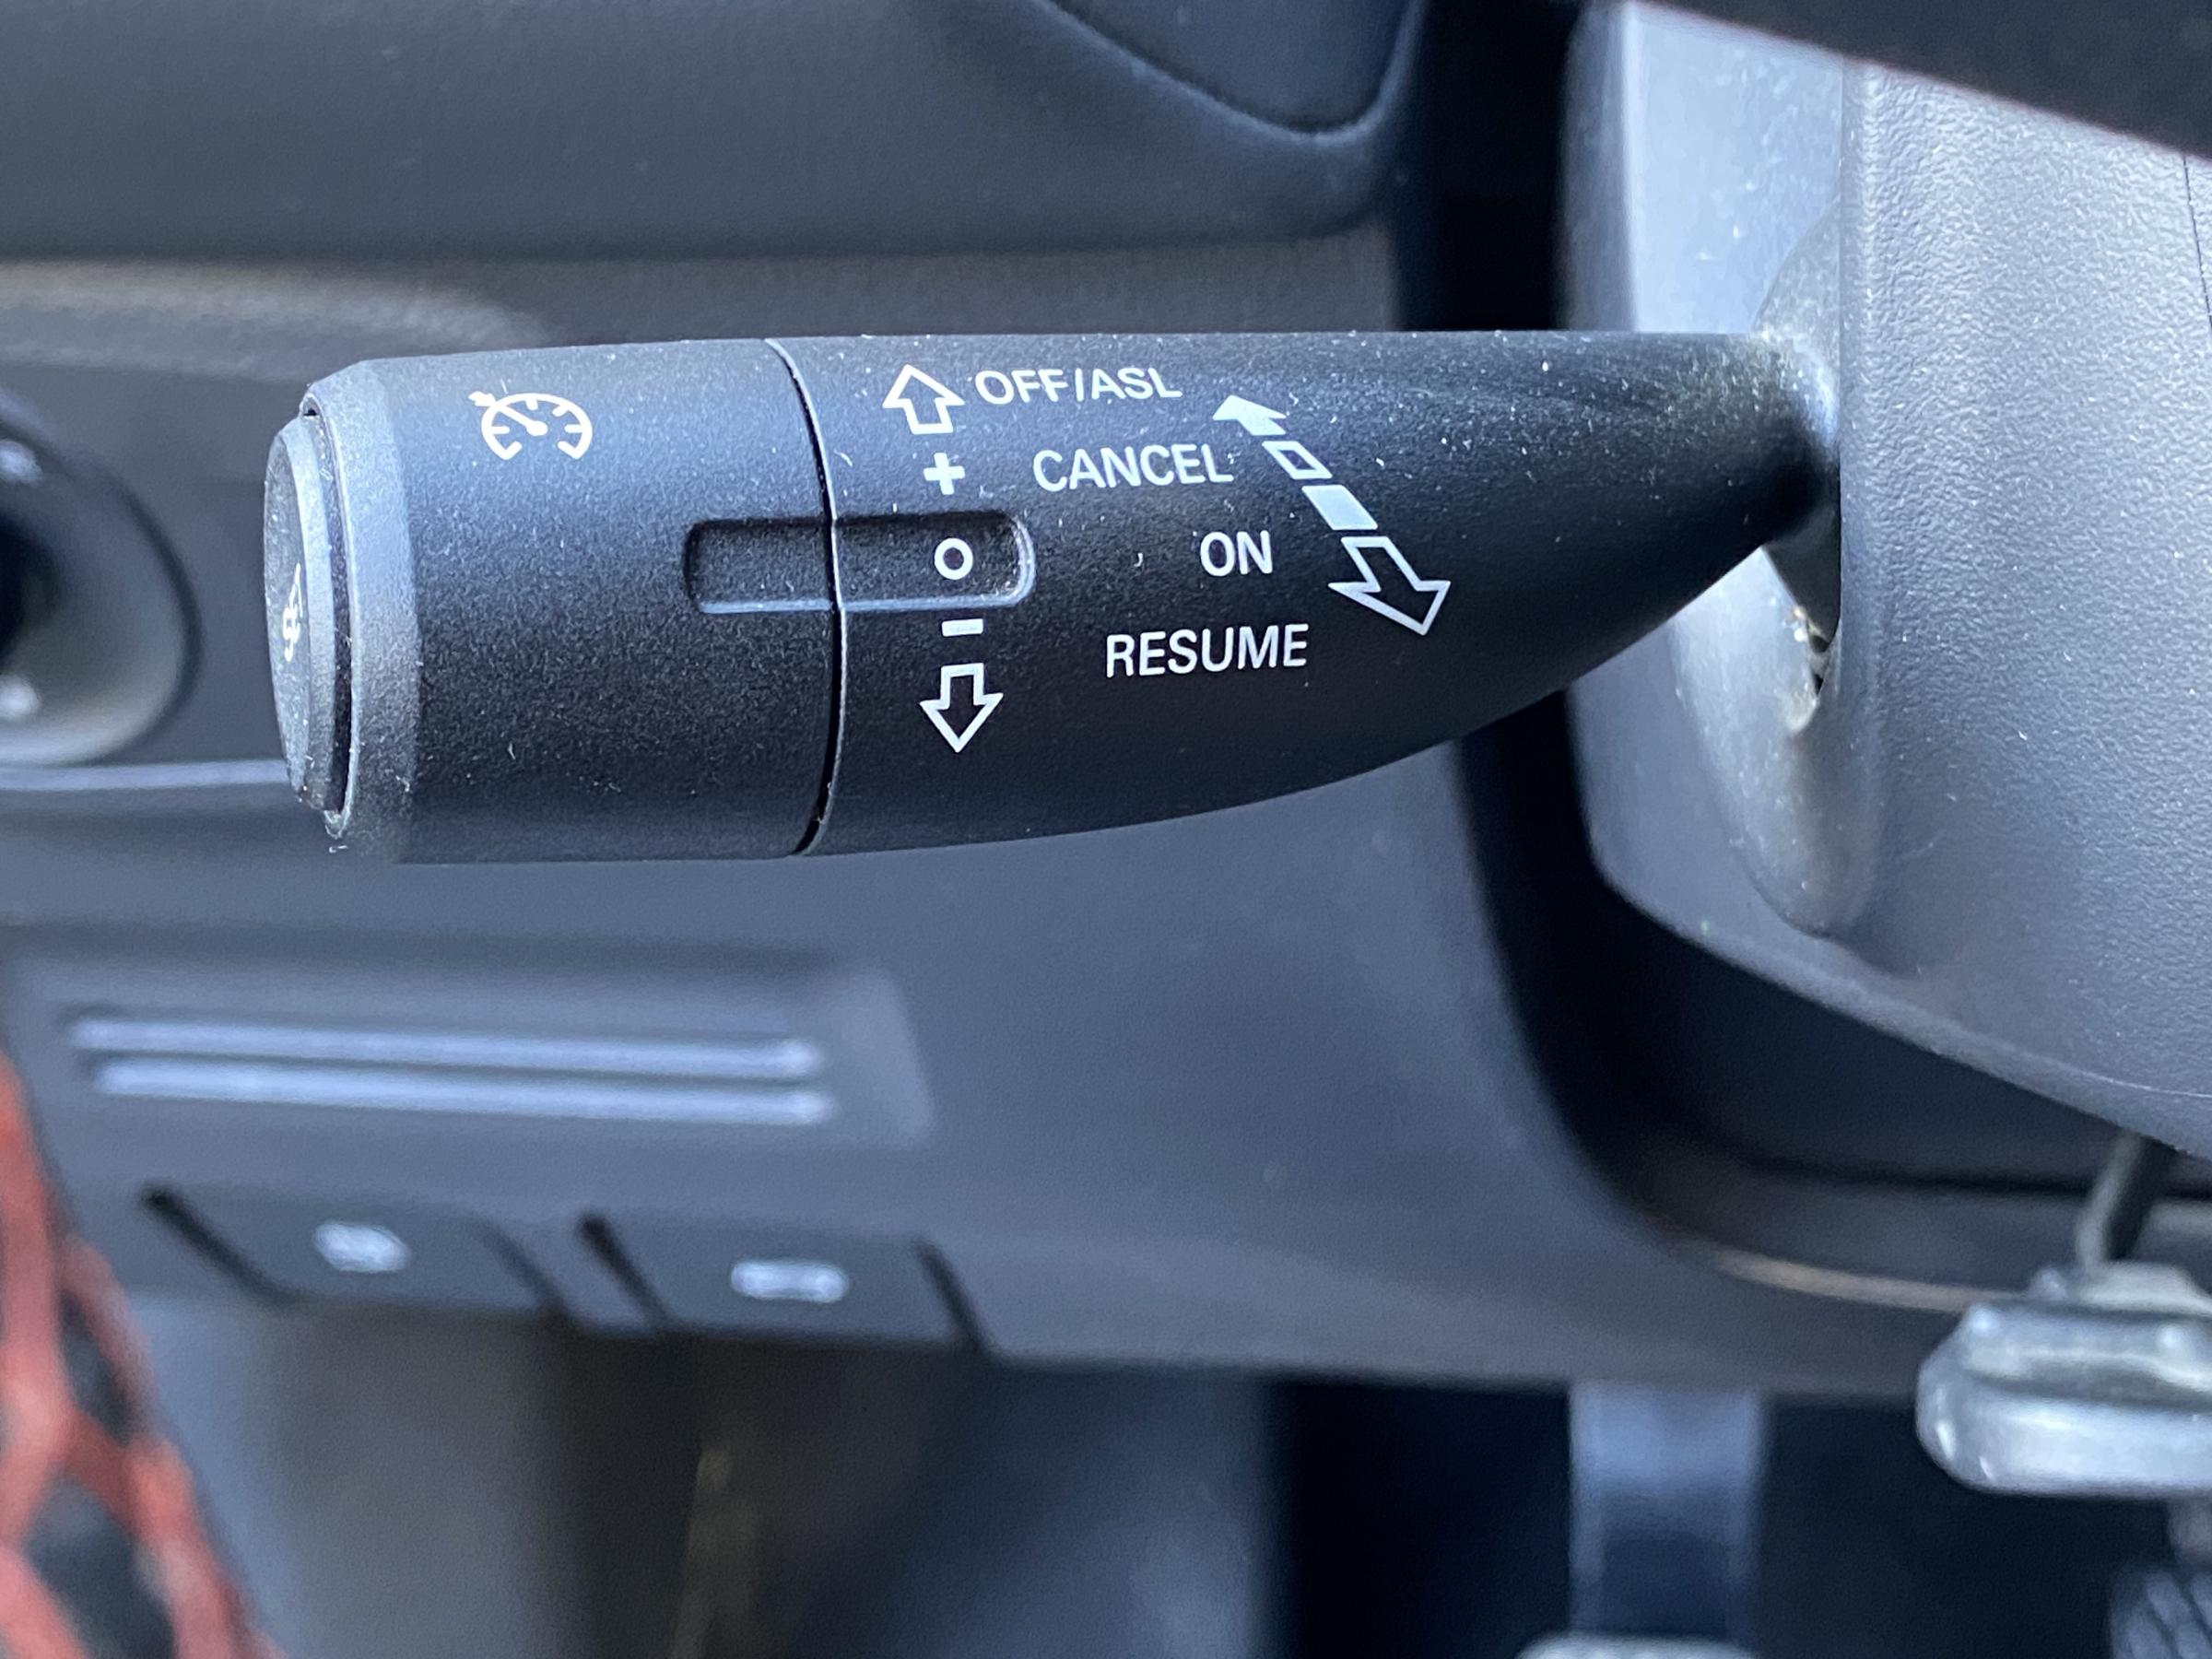 OFF/ASL
+ CANCEL
O ON
- RESUME